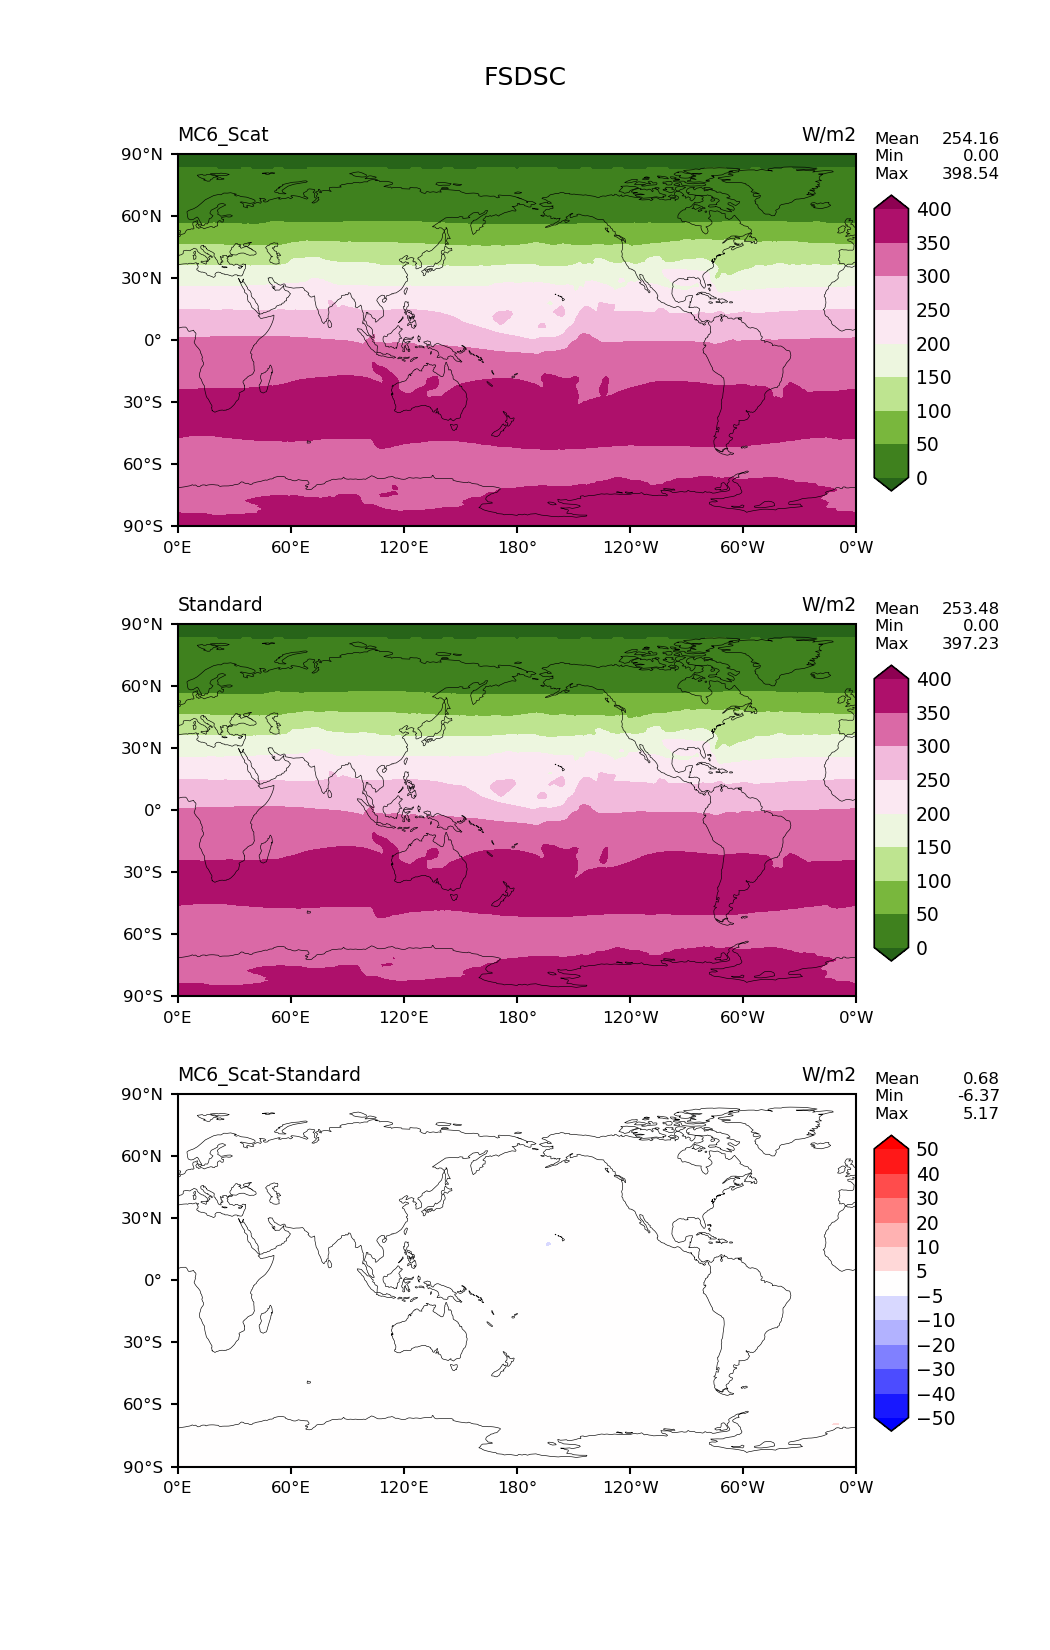 FSDSC
MC6_Scat W/m2
Mean 254.16
Min 0.00
Max 398.54
90°N
60°N
30°N
0°
30°S
60°S
90°S
0°E 60°E 120°E 180° 120°W 60°W 0°W
400
350
300
250
200
150
100
50
0
Standard W/m2
Mean 253.48
Min 0.00
Max 397.23
90°N
60°N
30°N
0°
30°S
60°S
90°S
0°E 60°E 120°E 180° 120°W 60°W 0°W
400
350
300
250
200
150
100
50
0
MC6_Scat-Standard W/m2
Mean 0.68
Min -6.37
Max 5.17
90°N
60°N
30°N
0°
30°S
60°S
90°S
0°E 60°E 120°E 180° 120°W 60°W 0°W
50
40
30
20
10
5
−5
−10
−20
−30
−40
−50